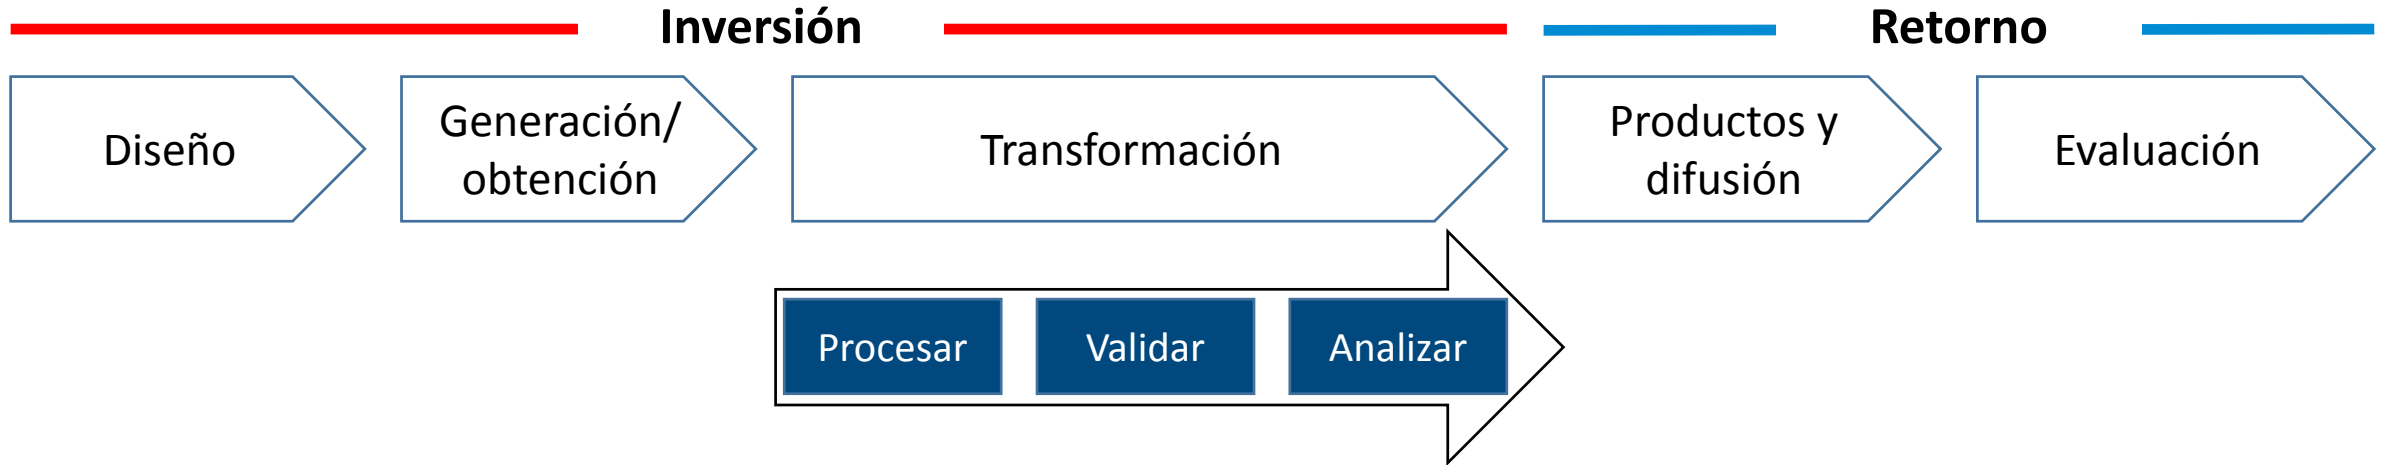 Inversión
Retorno
Diseño
Generación/
obtención
Transformación
Productos y
difusión
Evaluación
Procesar
Validar
Analizar